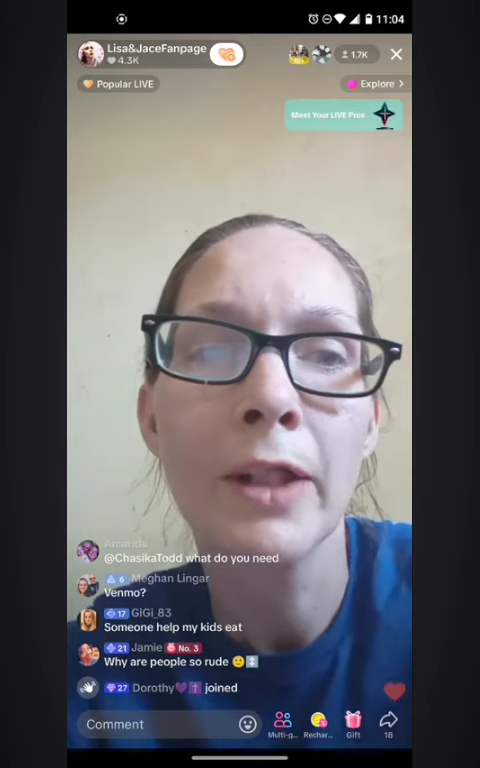 11:04
Lisa&JaceFanpage
4.3K
10+
1.7K
Popular LIVE
Explore >
Meet Your LIVE Pros
Amanda
@ChasikaTodd what do you need
6 Meghan Lingar
Venmo?
17 GiGi_83
Someone help my kids eat
21 Jamie No. 3
Why are people so rude
27 Dorothy joined
Comment
Multi-g...
Rechar...
Gift
18